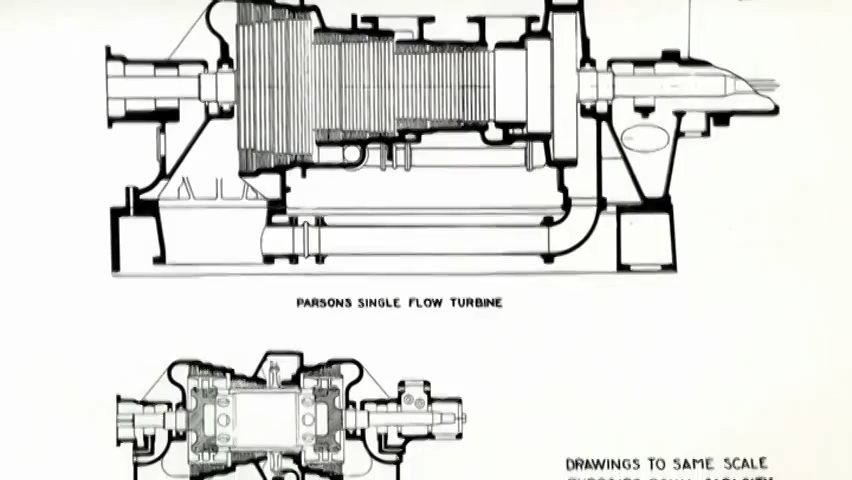 PARSONS SINGLE FLOW TURBINE
DRAWINGS TO SAME SCALE